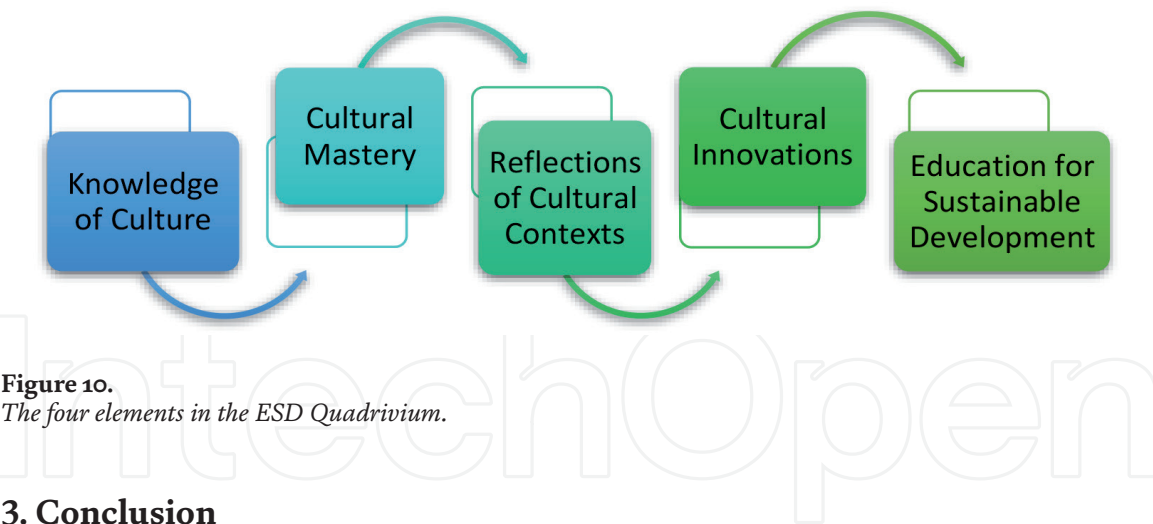 Knowledge
of Culture
Cultural
Mastery
Reflections
of Cultural
Contexts
Cultural
Innovations
Education for
Sustainable
Development
IntechOpen
Figure 10.
The four elements in the ESD Quadrivium.
3. Conclusion